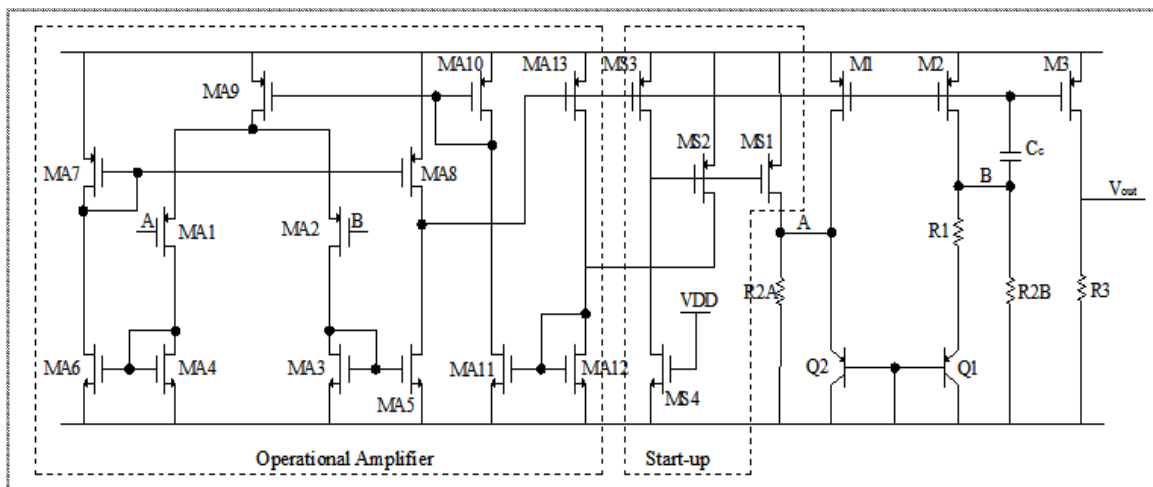 MA10
MA13
MS3
M1
M2
M3
MA9
MS2
MS1
Cc
MA7
MA8
B
Vout
A
MA1
MA2
B
A
R1
R2A
VDD
R2B
R3
MA6
MA4
MA3
MA5
MA11
MA12
MS4
Q2
Q1
Operational Amplifier
Start-up